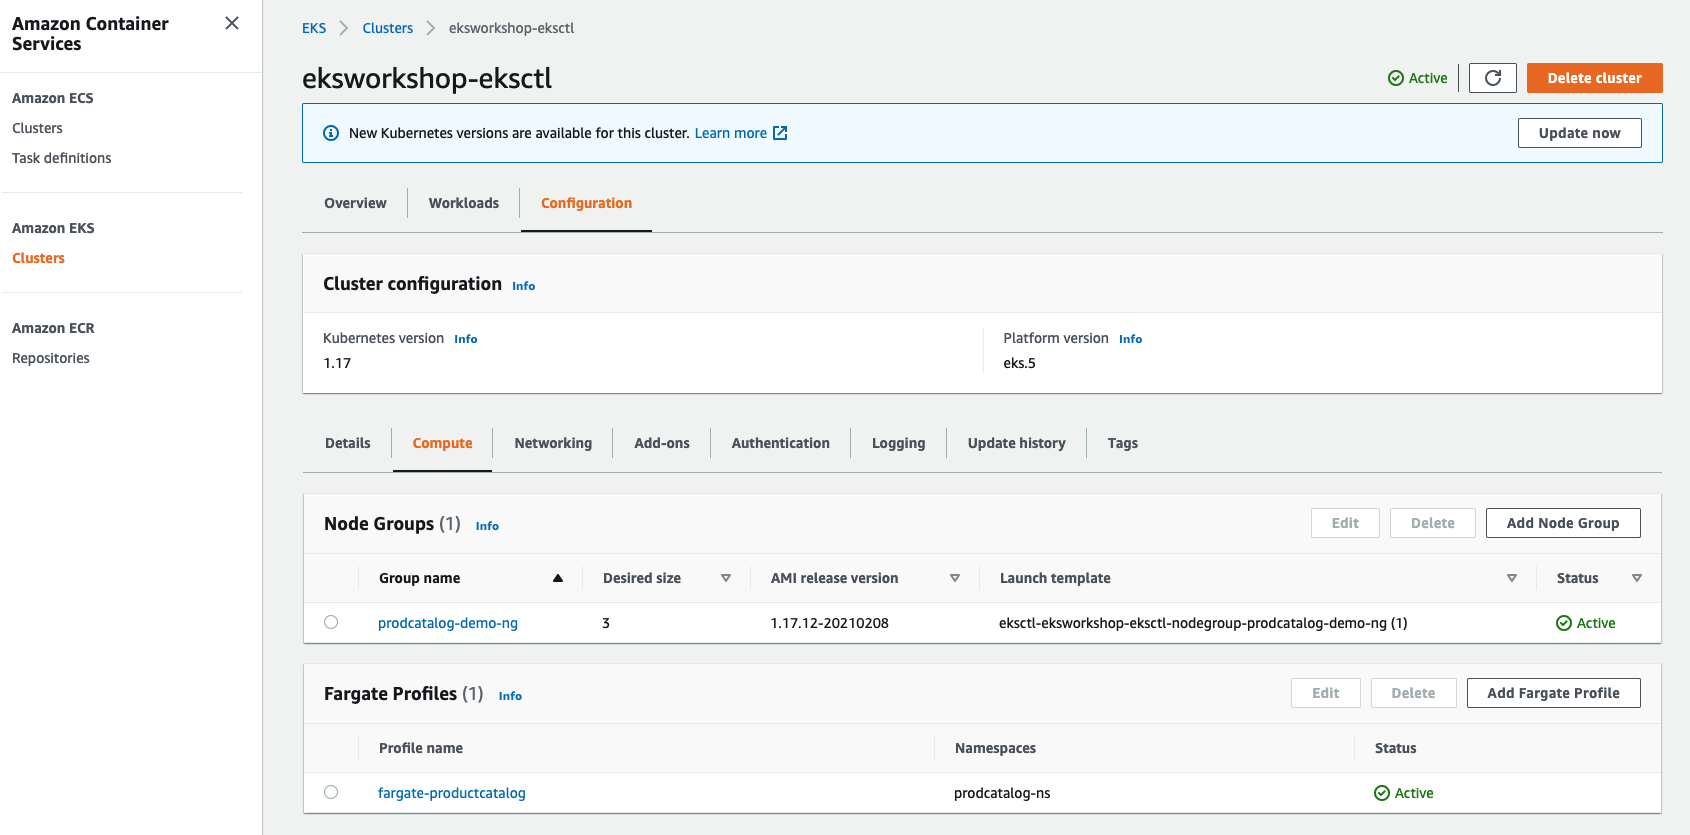 Amazon Container
Services
Amazon ECS
Clusters
Task definitions
Amazon EKS
Clusters
Amazon ECR
Repositories
EKS Clusters eksworkshop-eksctl
eksworkshop-eksctl
Active Delete cluster
New Kubernetes versions are available for this cluster. Learn more Update now
Overview Workloads Configuration
Cluster configuration Info
Kubernetes version Info Platform version Info
1.17 eks.5
Details Compute Networking Add-ons Authentication Logging Update history Tags
Node Groups (1) Info Edit Delete Add Node Group
Group name Desired size AMI release version Launch template Status
prodcatalog-demo-ng 3 1.17.12-20210208 eksctl-eksworkshop-eksctl-nodegroup-prodcatalog-demo-ng (1) Active
Fargate Profiles (1) Info Edit Delete Add Fargate Profile
Profile name Namespaces Status
fargate-productcatalog prodcatalog-ns Active